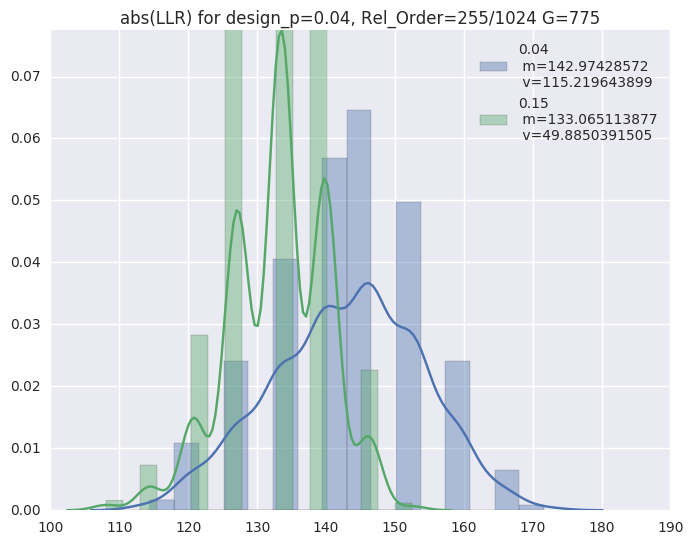 abs(LLR) for design_p=0.04, Rel_Order=255/1024 G=775
0.04
m=142.97428572
v=115.219643899
0.15
m=133.065113877
v=49.8850391505
0.07
0.06
0.05
0.04
0.03
0.02
0.01
0.00
100 110 120 130 140 150 160 170 180 190